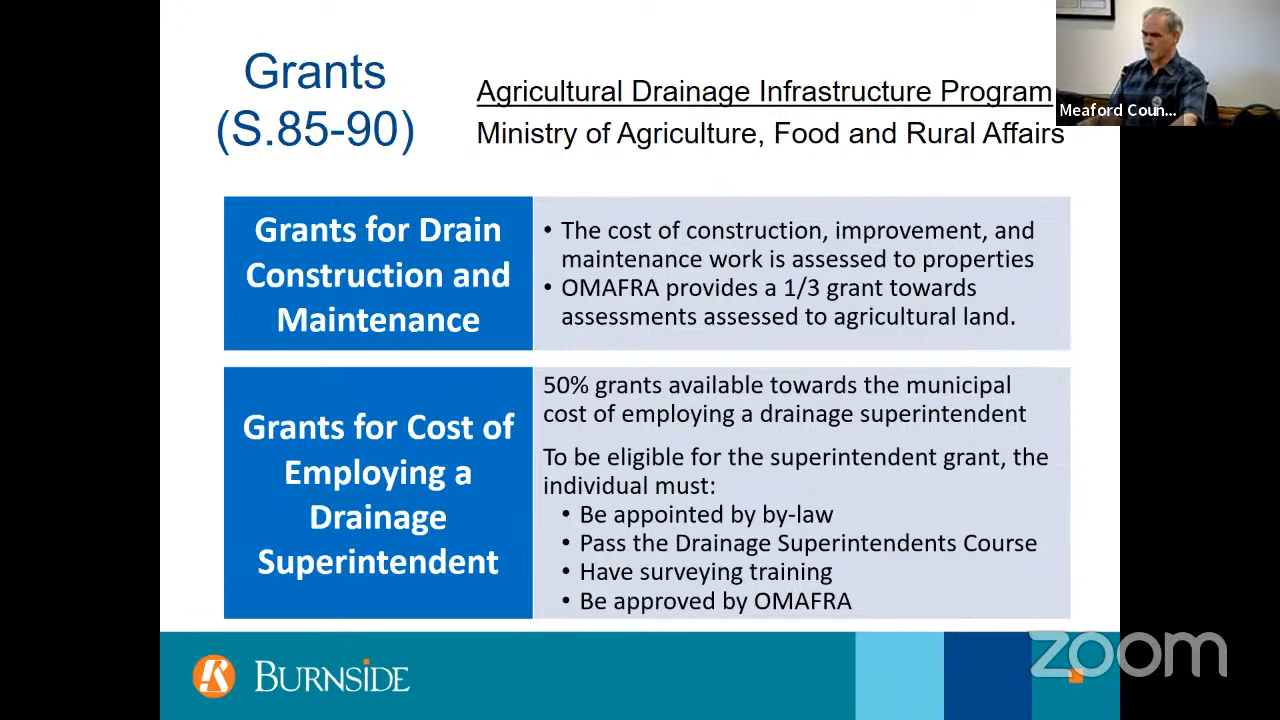 Grants
(S.85-90)
Agricultural Drainage Infrastructure Program
Ministry of Agriculture, Food and Rural Affairs
Meaford Coun...
Grants for Drain
Construction and
Maintenance
• The cost of construction, improvement, and
maintenance work is assessed to properties
• OMAFRA provides a 1/3 grant towards
assessments assessed to agricultural land.
Grants for Cost of
Employing a
Drainage
Superintendent
50% grants available towards the municipal
cost of employing a drainage superintendent
To be eligible for the superintendent grant, the
individual must:
• Be appointed by by-law
• Pass the Drainage Superintendents Course
• Have surveying training
• Be approved by OMAFRA
BURNSIDE
zoom